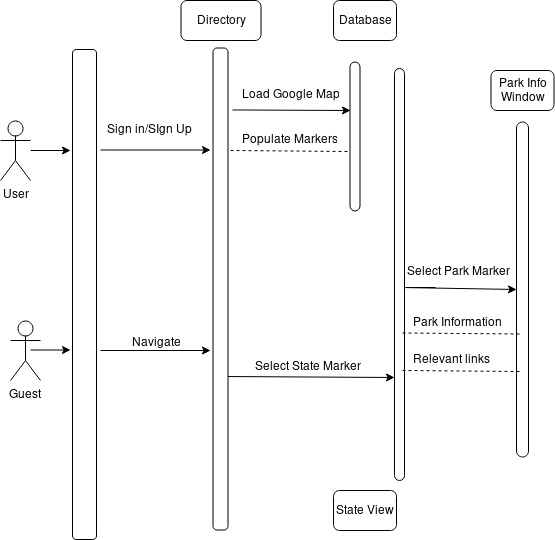 Directory
Database
Park Info
Window
Load Google Map
Sign in/SIgn Up
Populate Markers
User
Select Park Marker
Park Information
Navigate
Relevant links
Select State Marker
Guest
State View